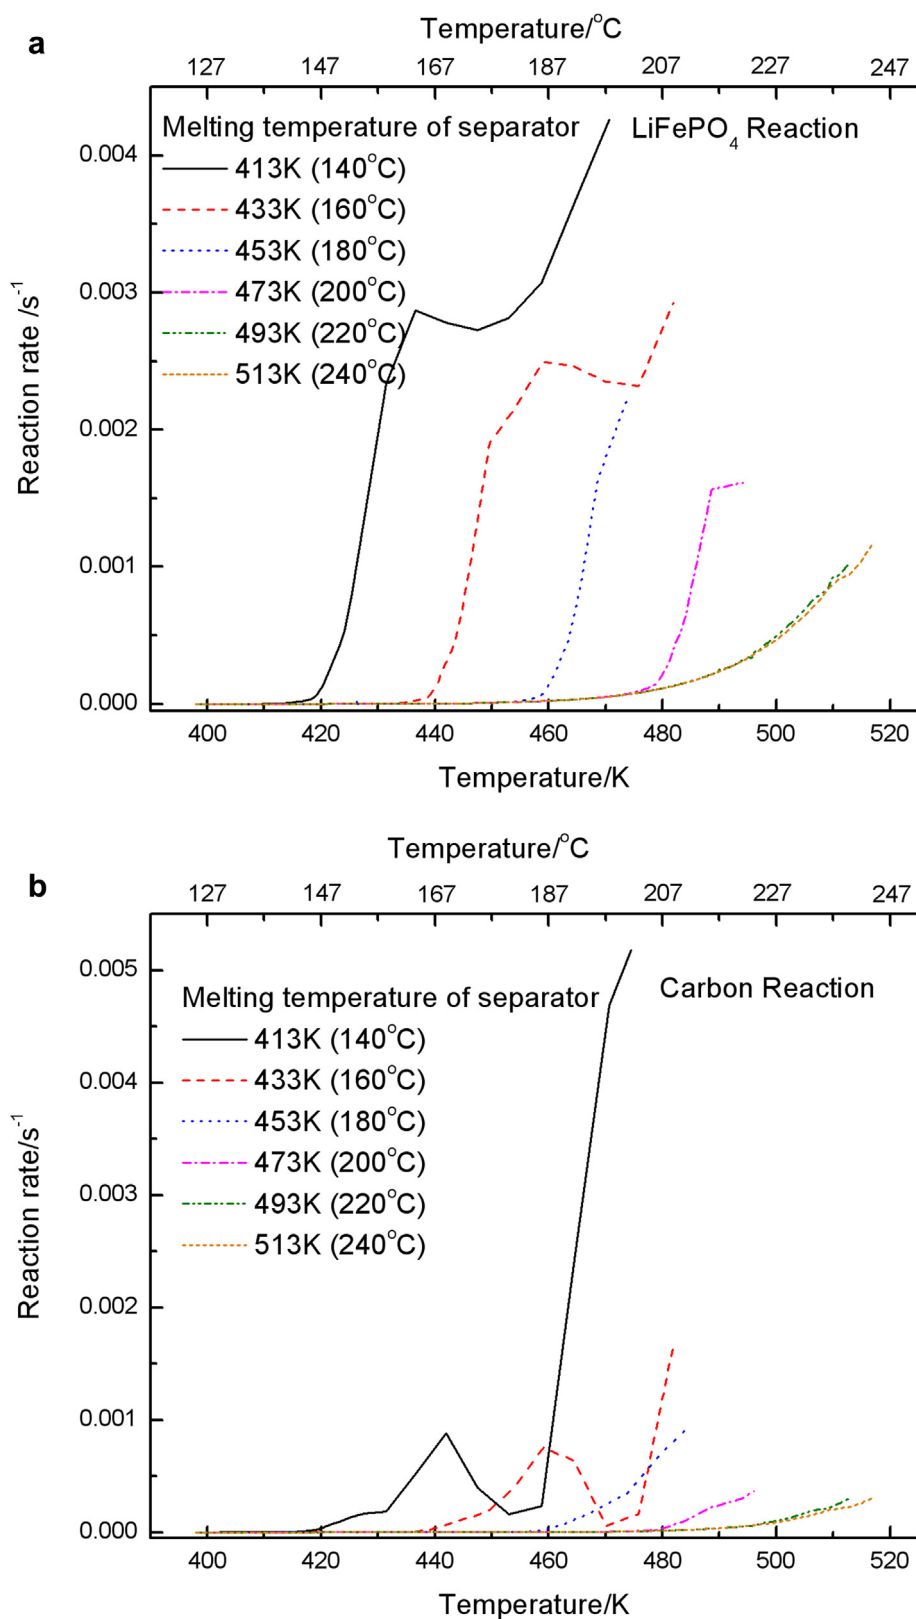 a
Temperature/°C
127 147 167 187 207 227 247
Melting temperature of separator
LiFePO₄ Reaction
413K (140°C)
433K (160°C)
453K (180°C)
473K (200°C)
493K (220°C)
513K (240°C)
Reaction rate /s⁻¹
0.004
0.003
0.002
0.001
0.000
400 420 440 460 480 500 520
Temperature/K
b
Temperature/°C
127 147 167 187 207 227 247
Melting temperature of separator
Carbon Reaction
413K (140°C)
433K (160°C)
453K (180°C)
473K (200°C)
493K (220°C)
513K (240°C)
Reaction rate/s⁻¹
0.005
0.004
0.003
0.002
0.001
0.000
400 420 440 460 480 500 520
Temperature/K